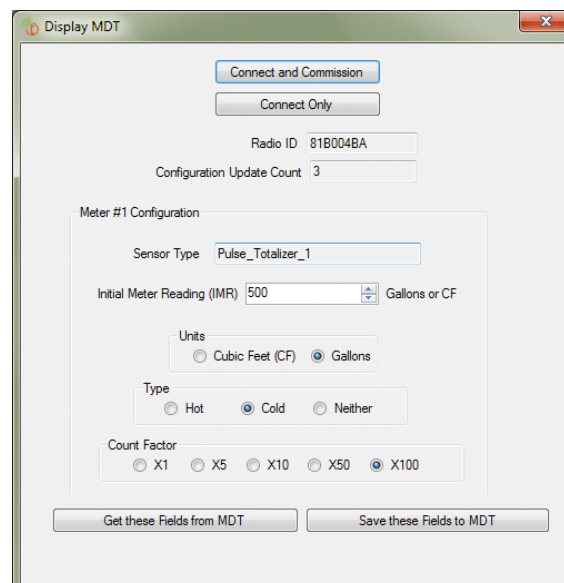 Display MDT
Connect and Commission
Connect Only
Radio ID 81B004BA
Configuration Update Count 3
Meter #1 Configuration
Sensor Type Pulse_Totalizer_1
Initial Meter Reading (IMR) 500 Gallons or CF
Units
Cubic Feet (CF) Gallons
Type
Hot Cold Neither
Count Factor
X1 X5 X10 X50 X100
Get these Fields from MDT Save these Fields to MDT